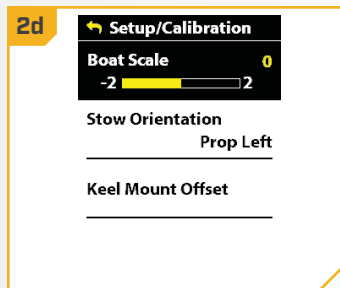 2d
Setup/Calibration
Boat Scale 0
-2 2
Stow Orientation
Prop Left
Keel Mount Offset